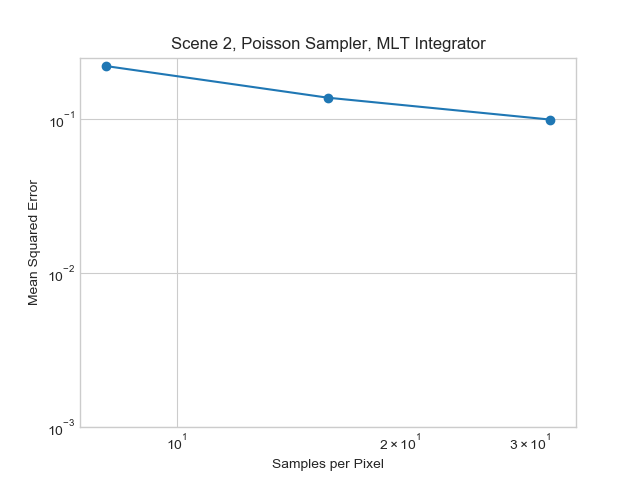 Scene 2, Poisson Sampler, MLT Integrator
Mean Squared Error
10⁻¹
10⁻²
10⁻³
10¹
2 × 10¹
3 × 10¹
Samples per Pixel